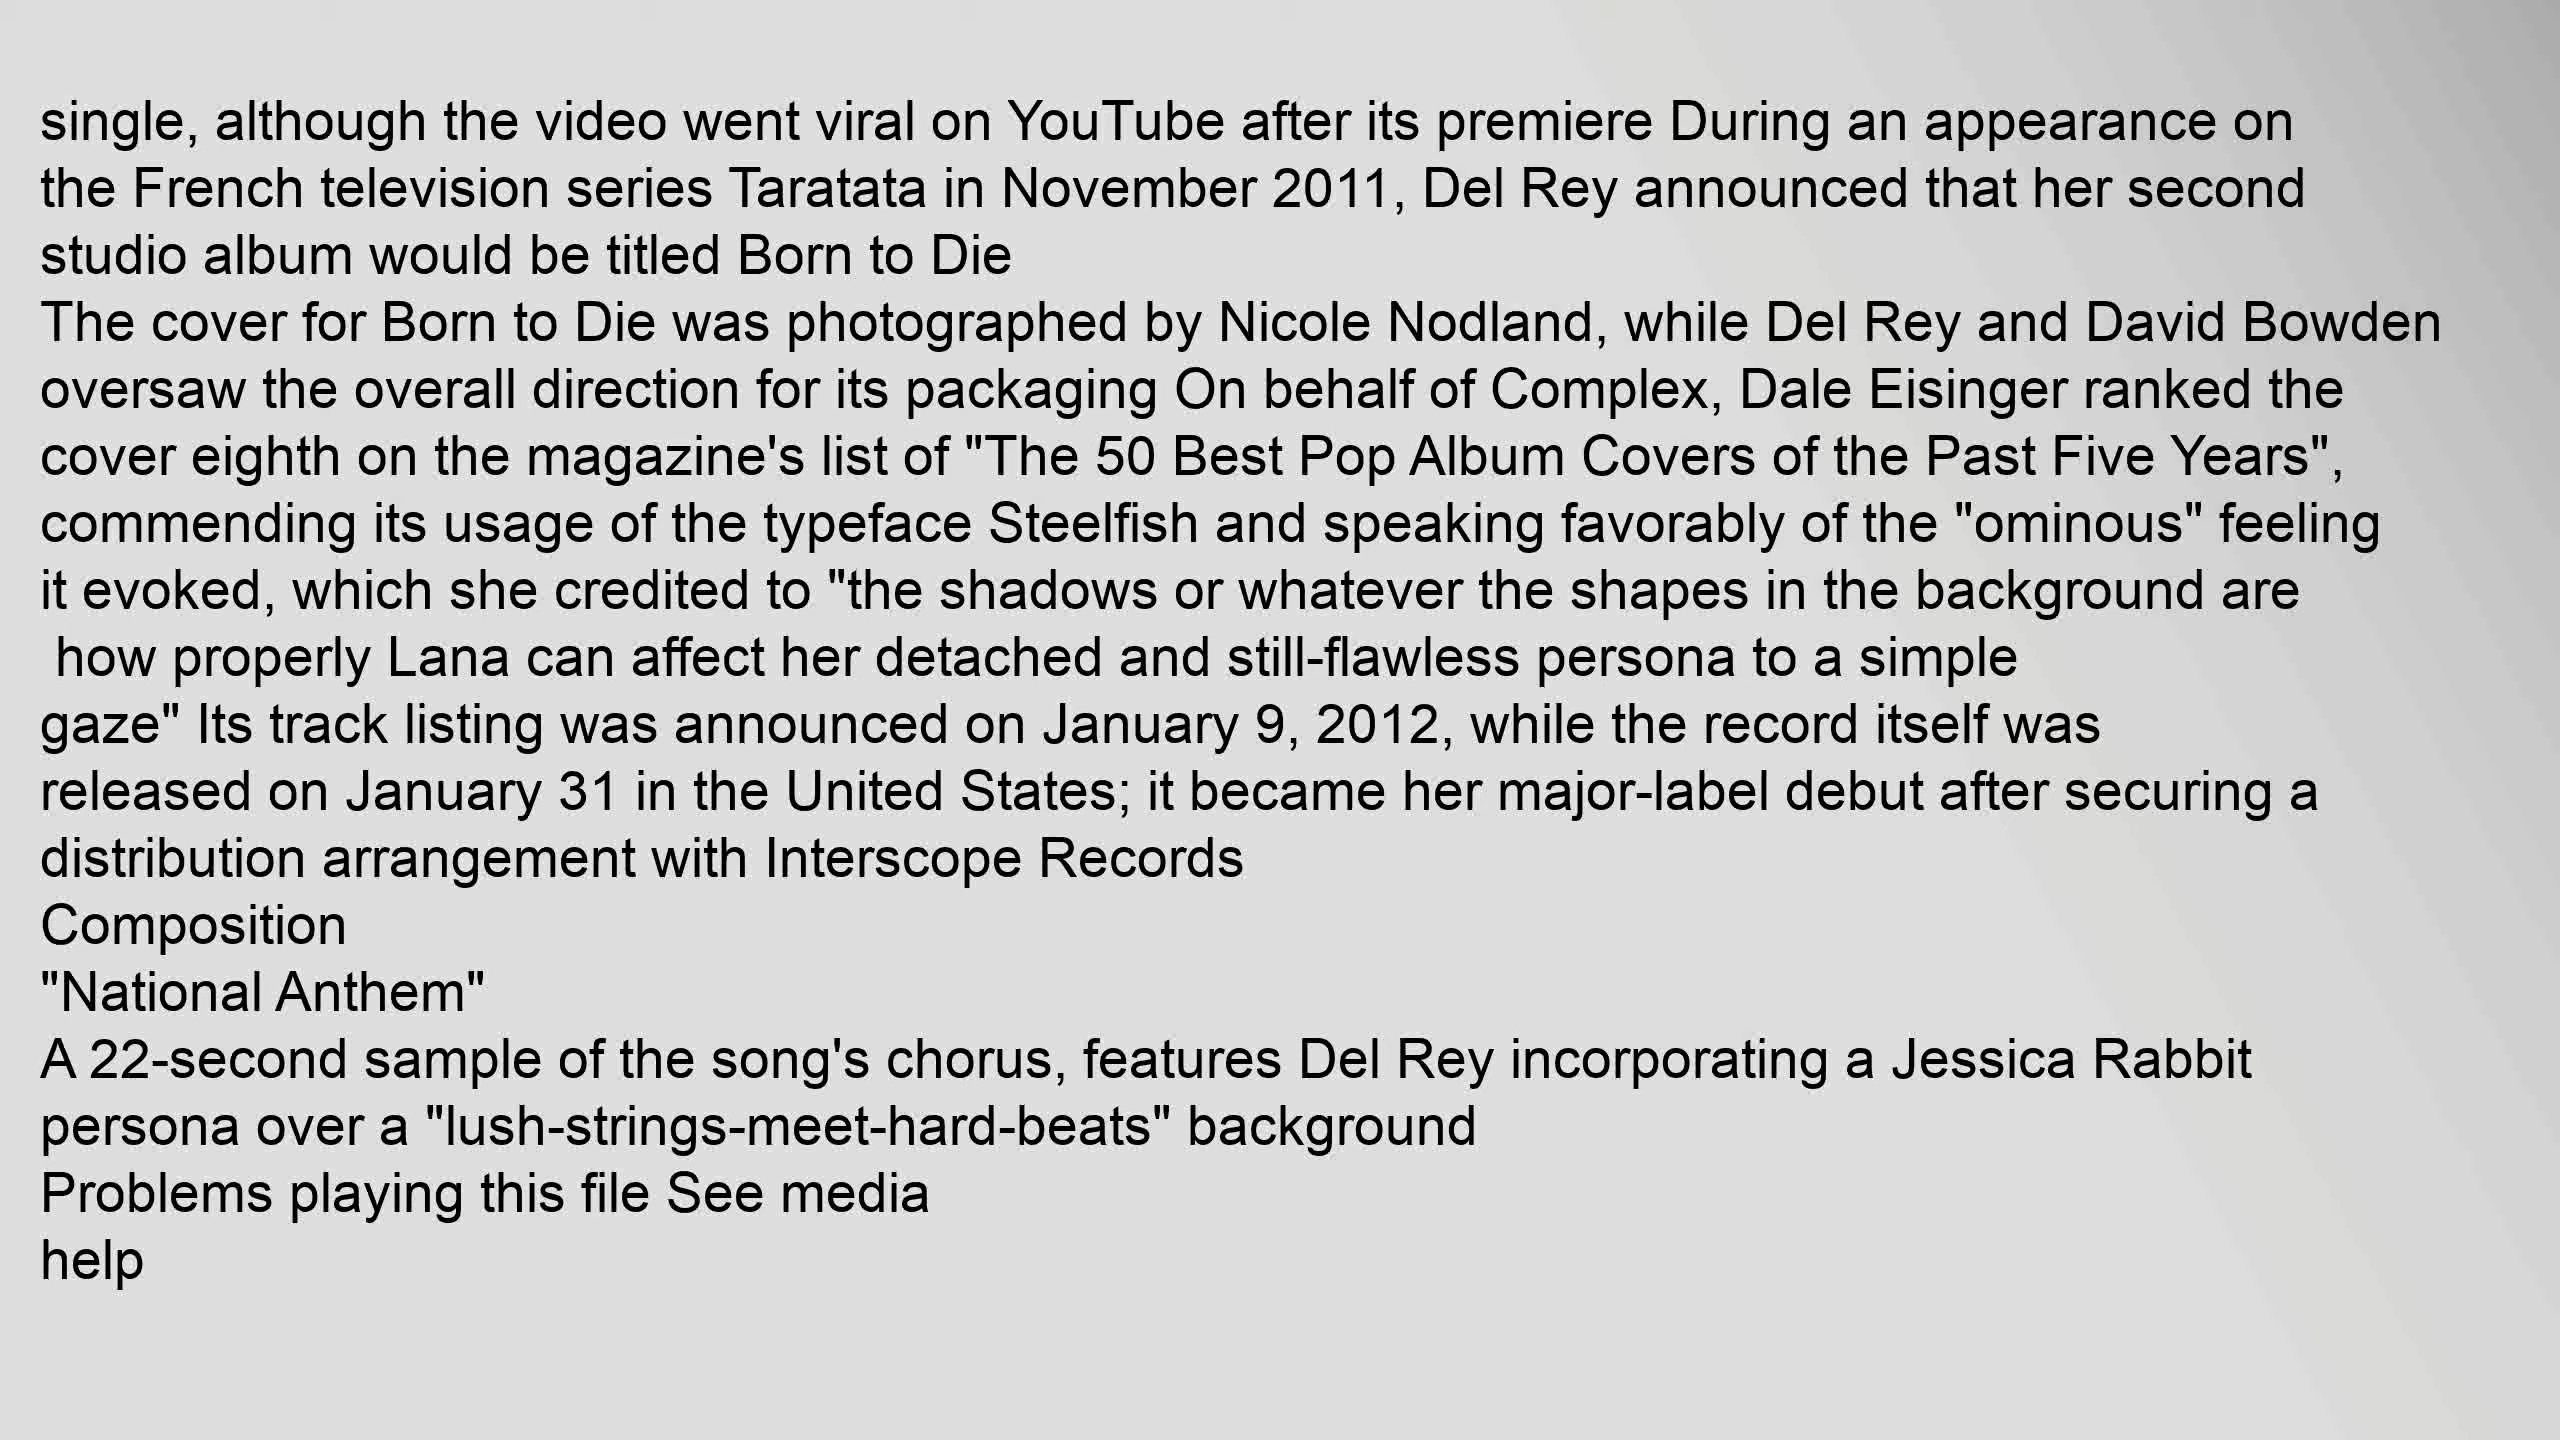 single, although the video went viral on YouTube after its premiere During an appearance on
the French television series Taratata in November 2011, Del Rey announced that her second
studio album would be titled Born to Die
The cover for Born to Die was photographed by Nicole Nodland, while Del Rey and David Bowden
oversaw the overall direction for its packaging On behalf of Complex, Dale Eisinger ranked the
cover eighth on the magazine's list of "The 50 Best Pop Album Covers of the Past Five Years",
commending its usage of the typeface Steelfish and speaking favorably of the "ominous" feeling
it evoked, which she credited to "the shadows or whatever the shapes in the background are
how properly Lana can affect her detached and still-flawless persona to a simple
gaze" Its track listing was announced on January 9, 2012, while the record itself was
released on January 31 in the United States; it became her major-label debut after securing a
distribution arrangement with Interscope Records
Composition
"National Anthem"
A 22-second sample of the song's chorus, features Del Rey incorporating a Jessica Rabbit
persona over a "lush-strings-meet-hard-beats" background
Problems playing this file See media
help